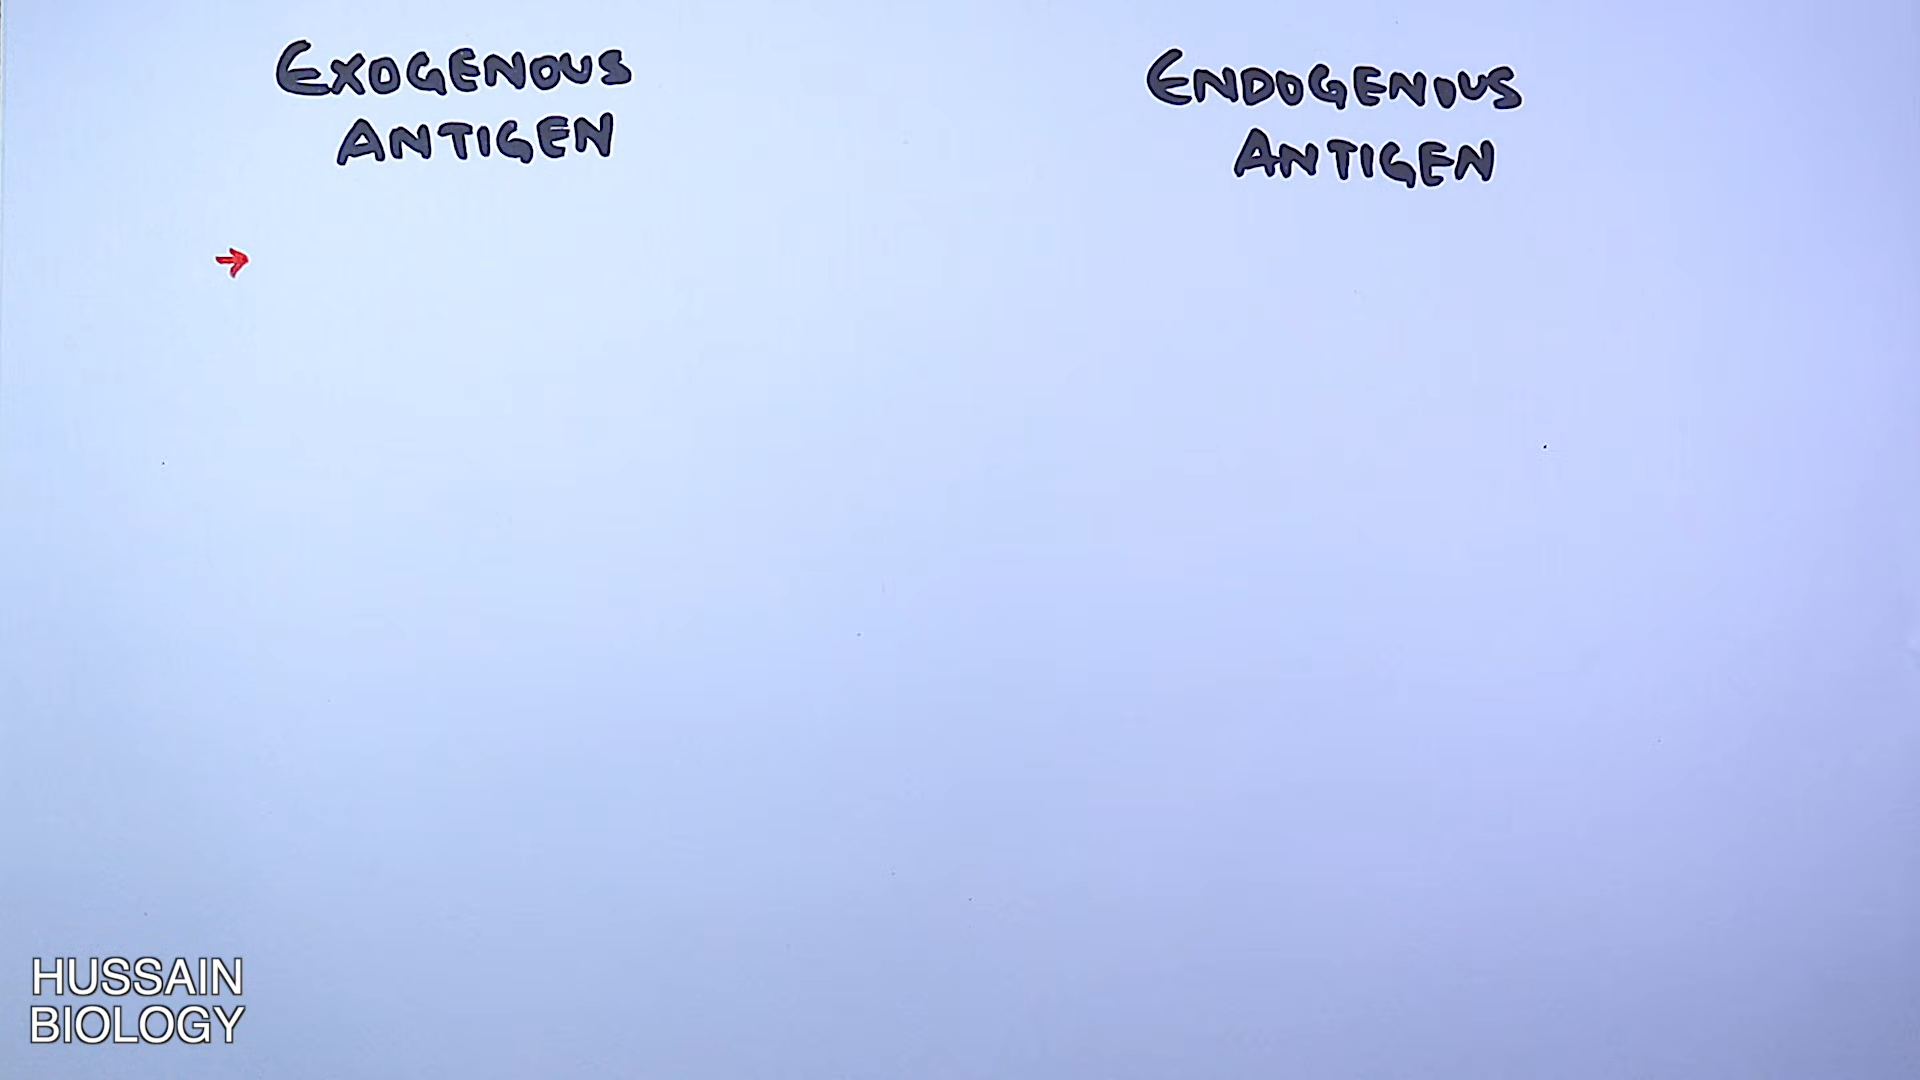 EXOGENOUS
ANTIGEN
ENDOGENOUS
ANTIGEN
→
HUSSAIN
BIOLOGY